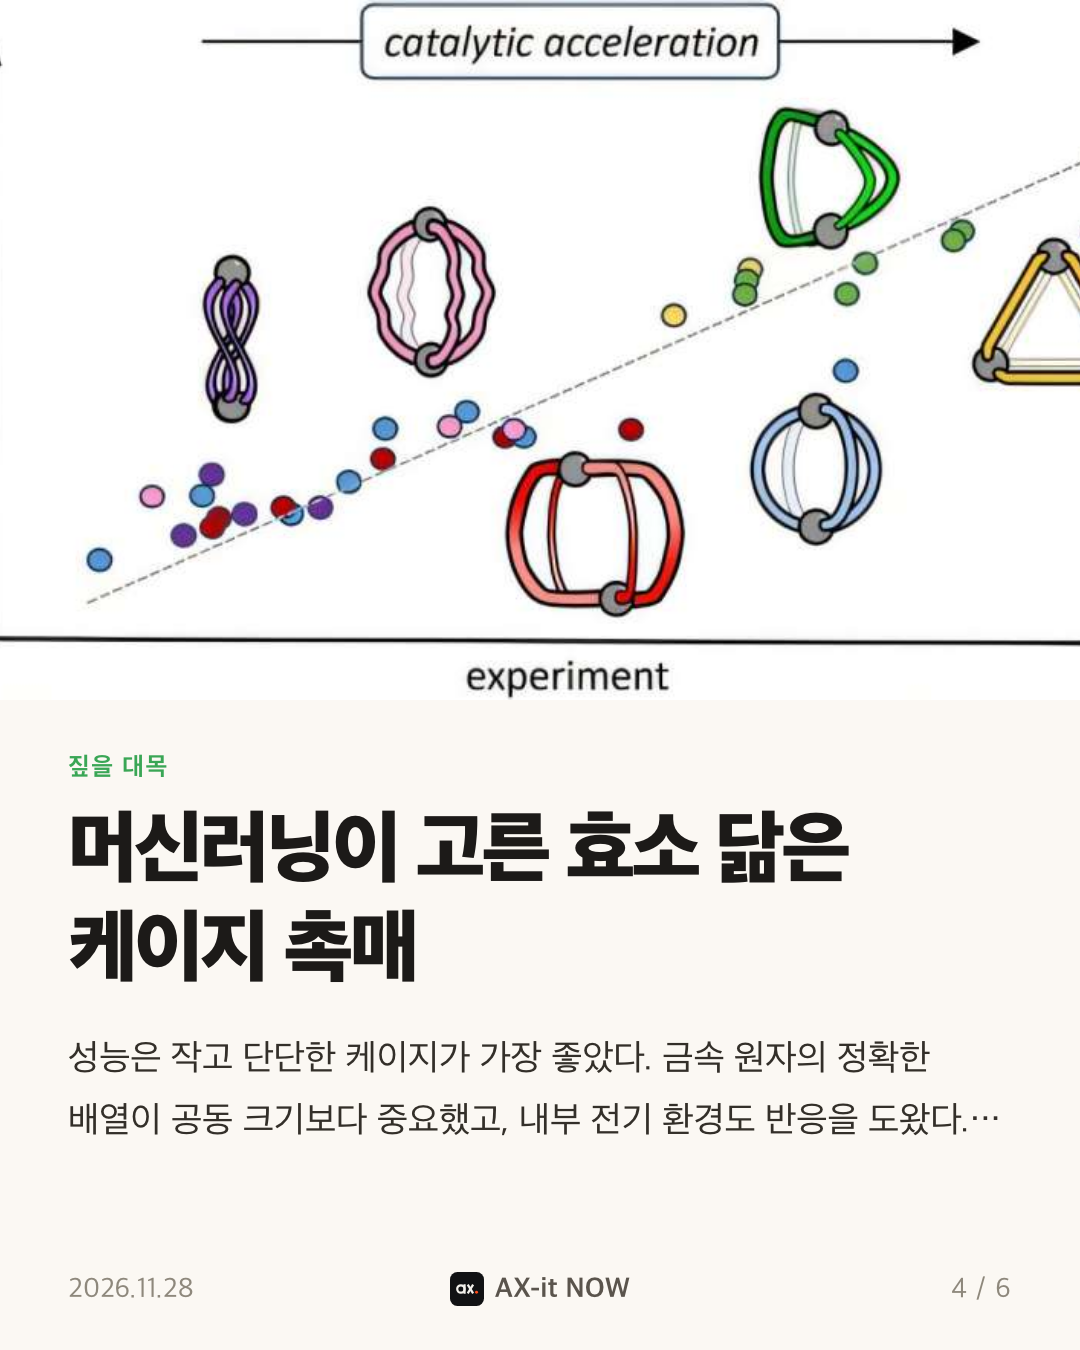 catalytic acceleration
experiment
짚을 대목
머신러닝이 고른 효소 닮은
케이지 촉매
성능은 작고 단단한 케이지가 가장 좋았다. 금속 원자의 정확한
배열이 공동 크기보다 중요했고, 내부 전기 환경도 반응을 도왔다.…
2026.11.28
ax. AX-it NOW
4 / 6